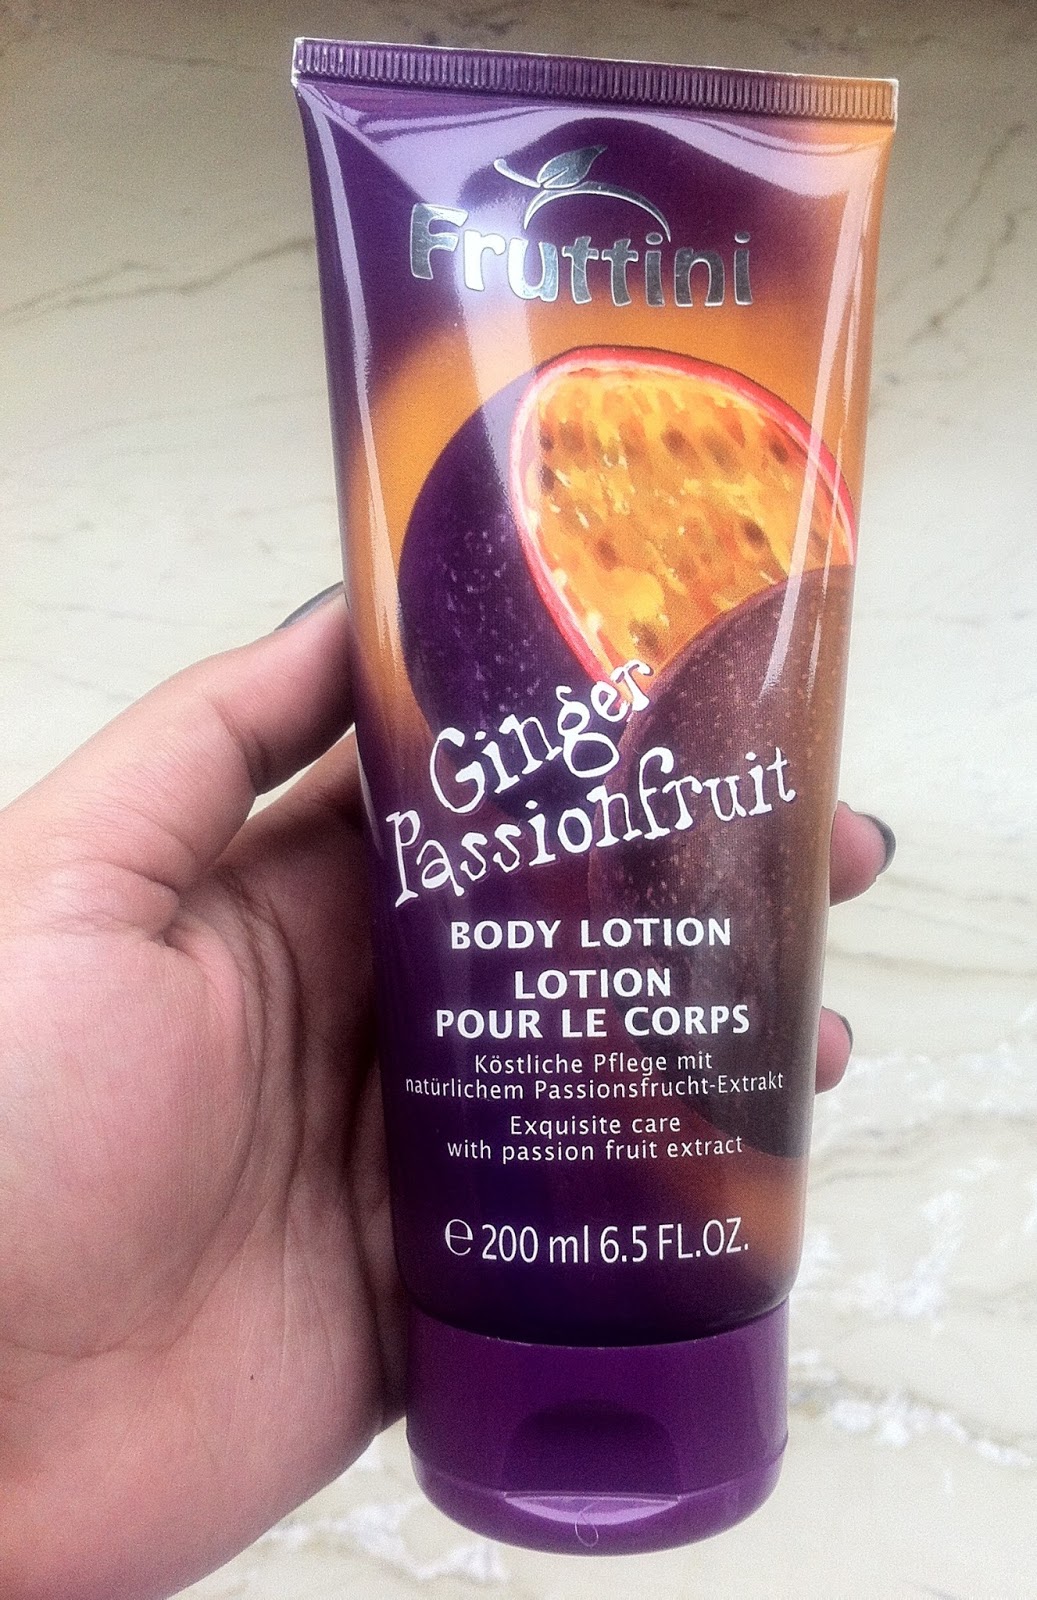 Fruttini
Ginger
Passionfruit
BODY LOTION
LOTION
POUR LE CORPS
Köstliche Pflege mit
natürlichem Passionsfrucht-Extrakt
Exquisite care
with passion fruit extract
℮ 200 ml 6.5 FL.OZ.